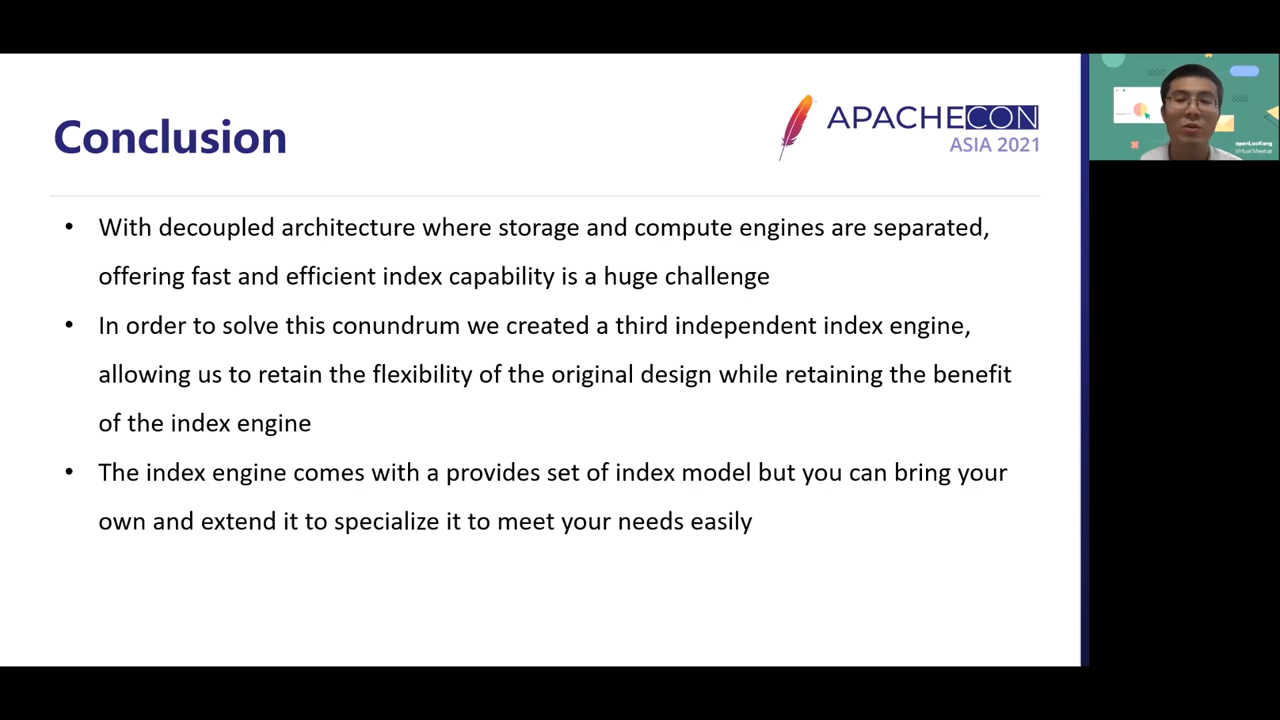 Conclusion
APACHECON
ASIA 2021
• With decoupled architecture where storage and compute engines are separated,
offering fast and efficient index capability is a huge challenge
• In order to solve this conundrum we created a third independent index engine,
allowing us to retain the flexibility of the original design while retaining the benefit
of the index engine
• The index engine comes with a provides set of index model but you can bring your
own and extend it to specialize it to meet your needs easily
openLooKeng
Virtual Meetup